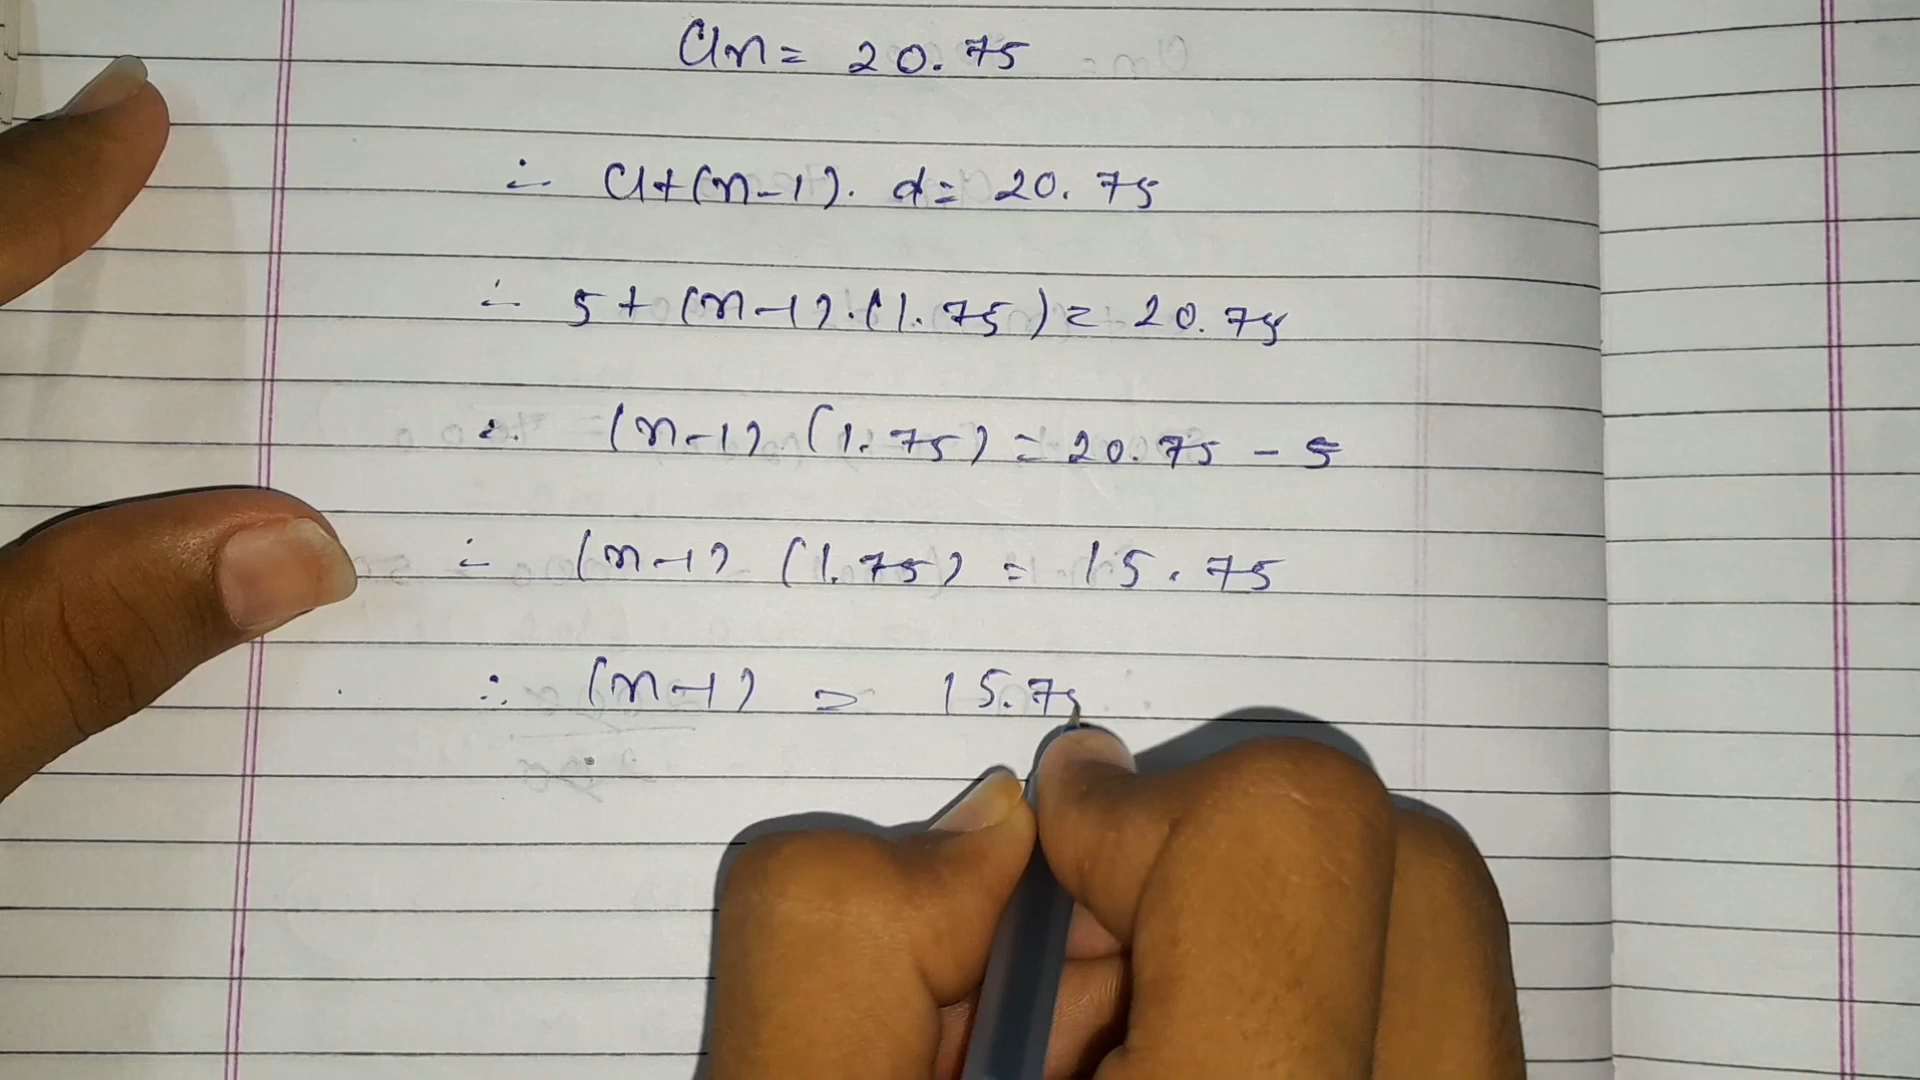 an = 20.75
∴ a+(n-1). d = 20.75
∴ 5+(n-1).(1.75) = 20.75
∴ (n-1) (1.75) = 20.75 - 5
∴ (n-1) (1.75) = 15.75
∴ (n-1) = 15.75